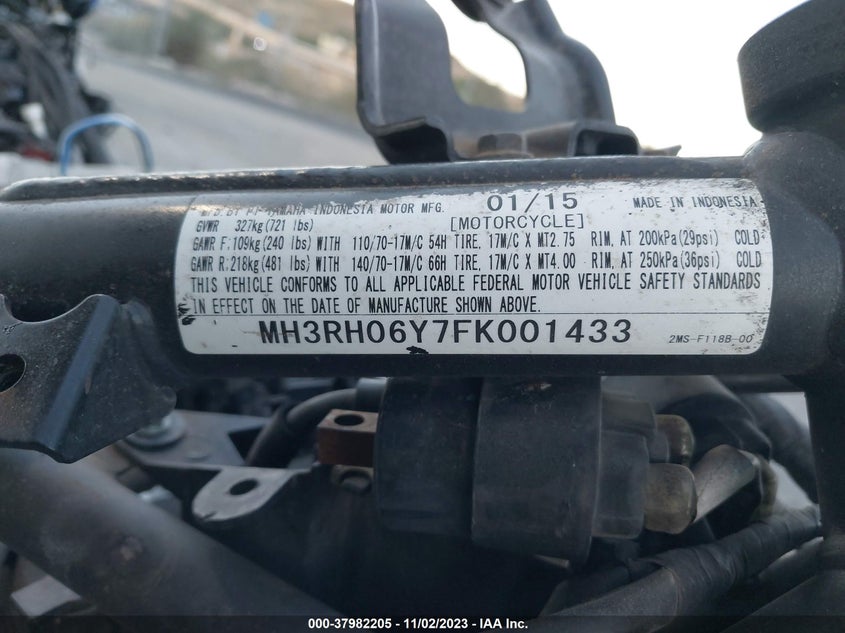 MFD. BY PT YAMAHA INDONESIA MOTOR MFG. 01/15 MADE IN INDONESIA
GVWR 327kg(721 lbs) [MOTORCYCLE]
GAWR F:109kg(240 lbs) WITH 110/70-17M/C 54H TIRE, 17M/C X MT2.75 RIM, AT 200kPa(29psi) COLD
GAWR R:218kg(481 lbs) WITH 140/70-17M/C 66H TIRE, 17M/C X MT4.00 RIM, AT 250kPa(36psi) COLD
THIS VEHICLE CONFORMS TO ALL APPLICABLE FEDERAL MOTOR VEHICLE SAFETY STANDARDS
IN EFFECT ON THE DATE OF MANUFACTURE SHOWN ABOVE.
MH3RH06Y7FK001433 2MS-F118B-00
000-37982205 - 11/02/2023 - IAA Inc.